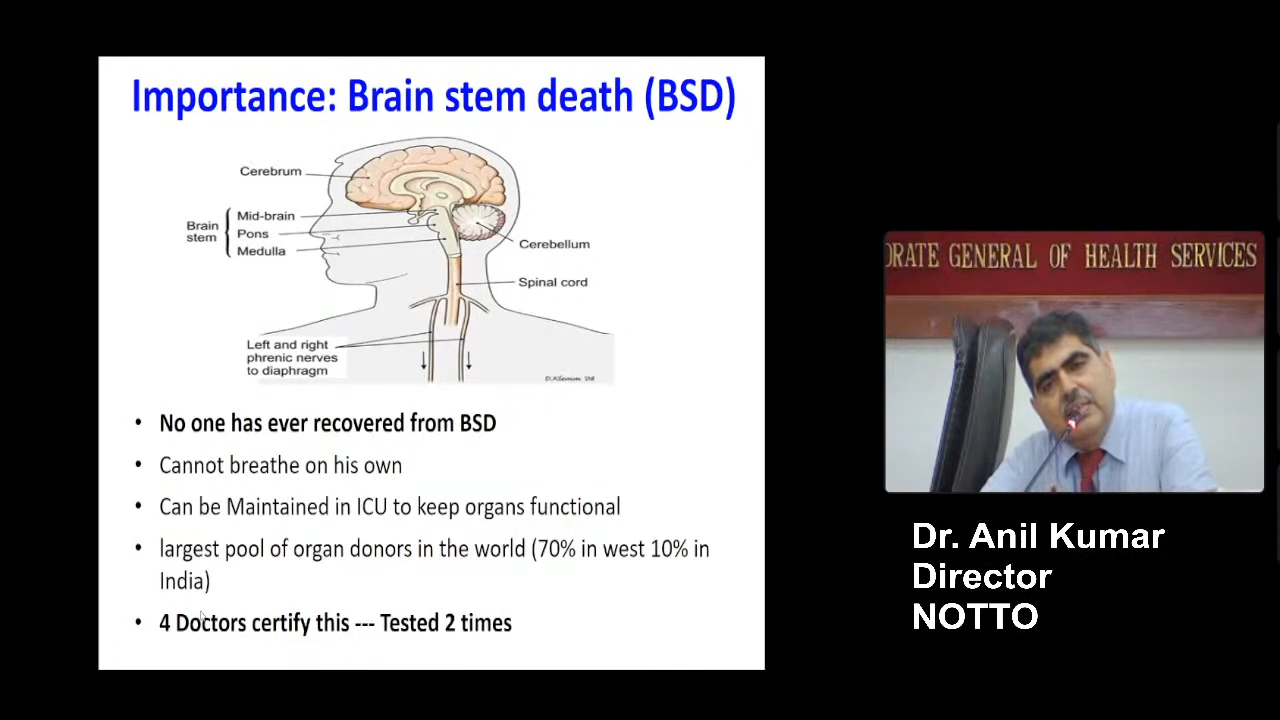 Importance: Brain stem death (BSD)
Cerebrum
Mid-brain
Brain
stem
Pons
Medulla
Cerebellum
Spinal cord
Left and right
phrenic nerves
to diaphragm
D.Klemm '08
• No one has ever recovered from BSD
• Cannot breathe on his own
• Can be Maintained in ICU to keep organs functional
• largest pool of organ donors in the world (70% in west 10% in
India)
• 4 Doctors certify this --- Tested 2 times
ORATE GENERAL OF HEALTH SERVICES
Dr. Anil Kumar
Director
NOTTO